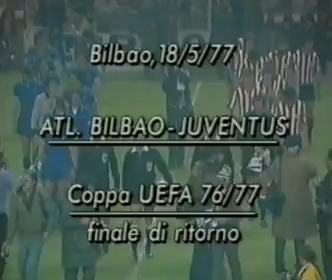 Bilbao, 18/5/77
ATL. BILBAO-JUVENTUS
Coppa UEFA 76/77
finale di ritorno